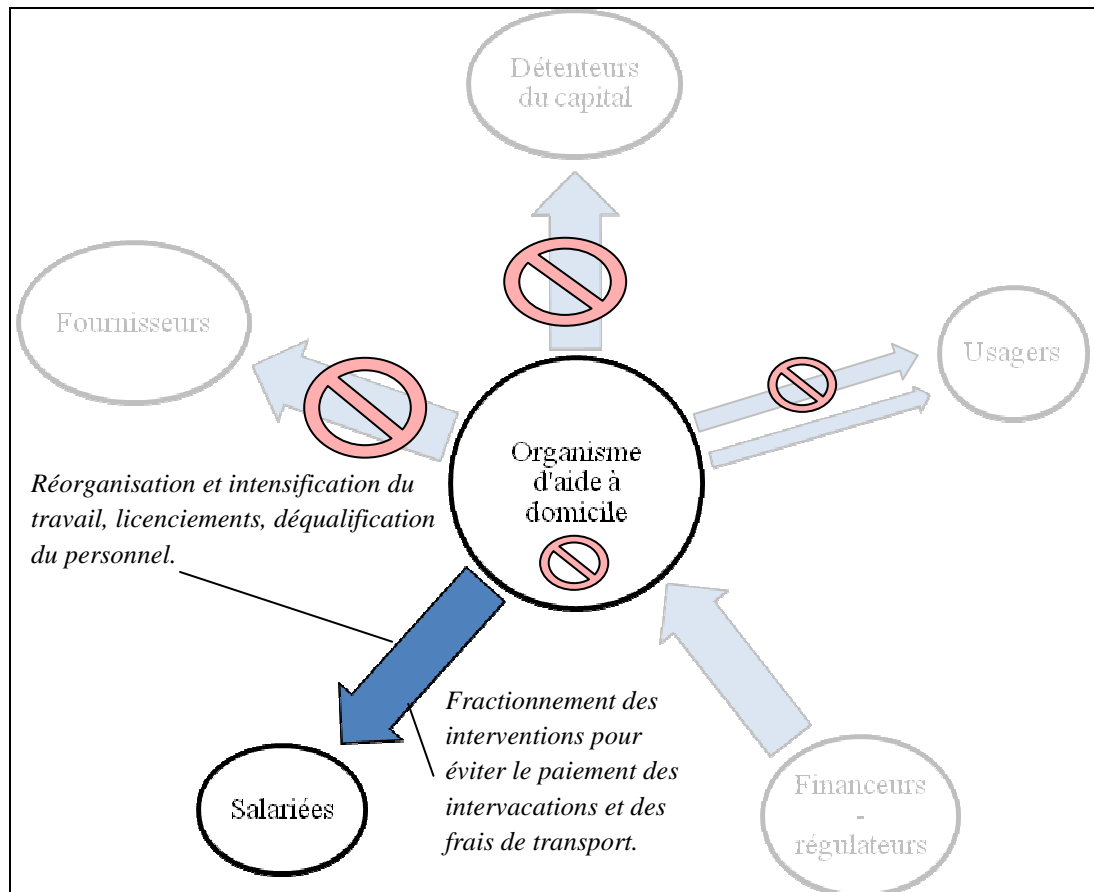 Détenteurs
du capital
Fournisseurs
Usagers
Organisme
d'aide à
domicile
Réorganisation et intensification du
travail, licenciements, déqualification
du personnel.
Fractionnement des
interventions pour
éviter le paiement des
intervacations et des
frais de transport.
Salariées
Financeurs
-
régulateurs